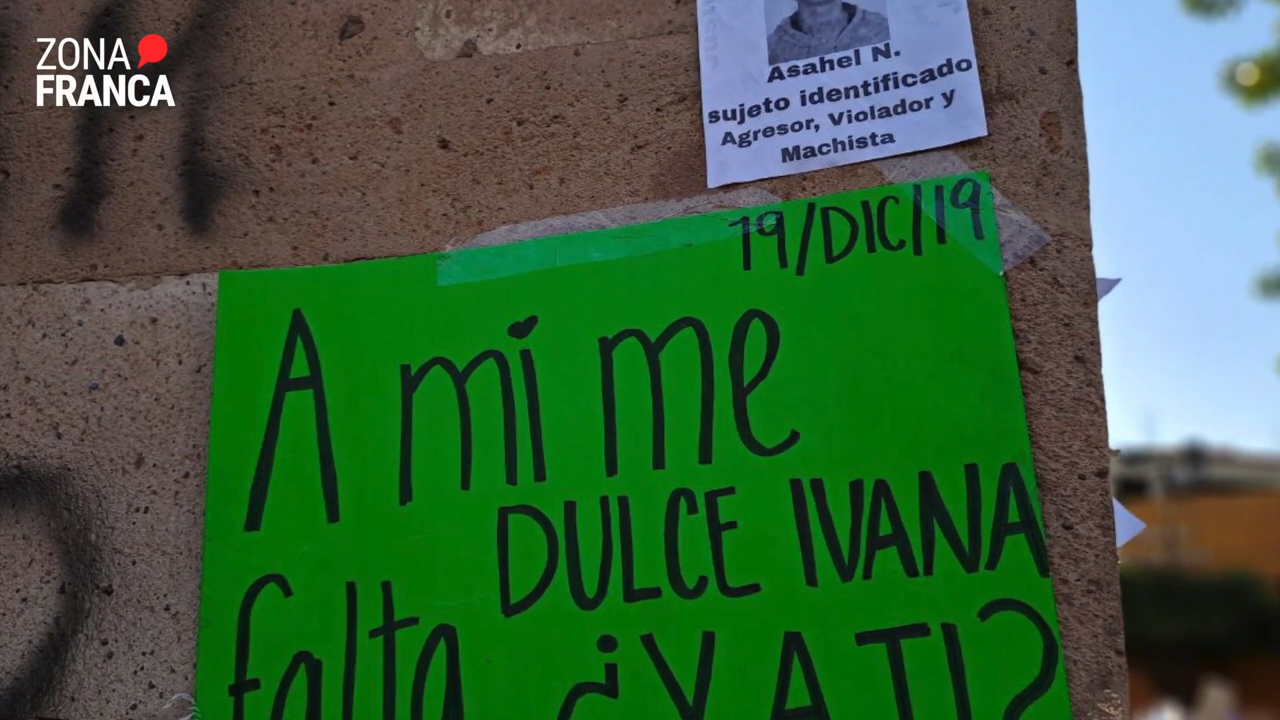 ZONA
FRANCA
Asahel N.
sujeto identificado
Agresor, Violador y
Machista
19/DIC/19
A mi me
DULCE IVANA
falta ¿Y A TI?